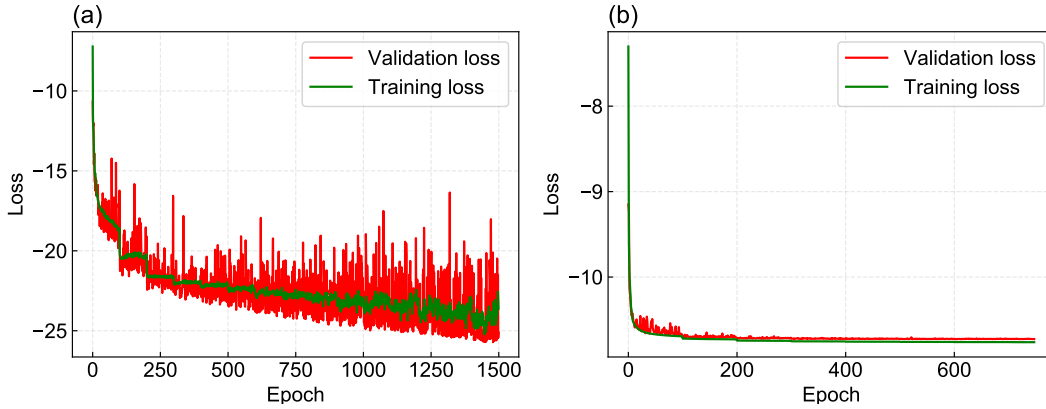 (a)
Validation loss
Training loss
−10
−15
−20
−25
Loss
0 250 500 750 1000 1250 1500
Epoch
(b)
Validation loss
Training loss
−8
−9
−10
Loss
0 200 400 600
Epoch